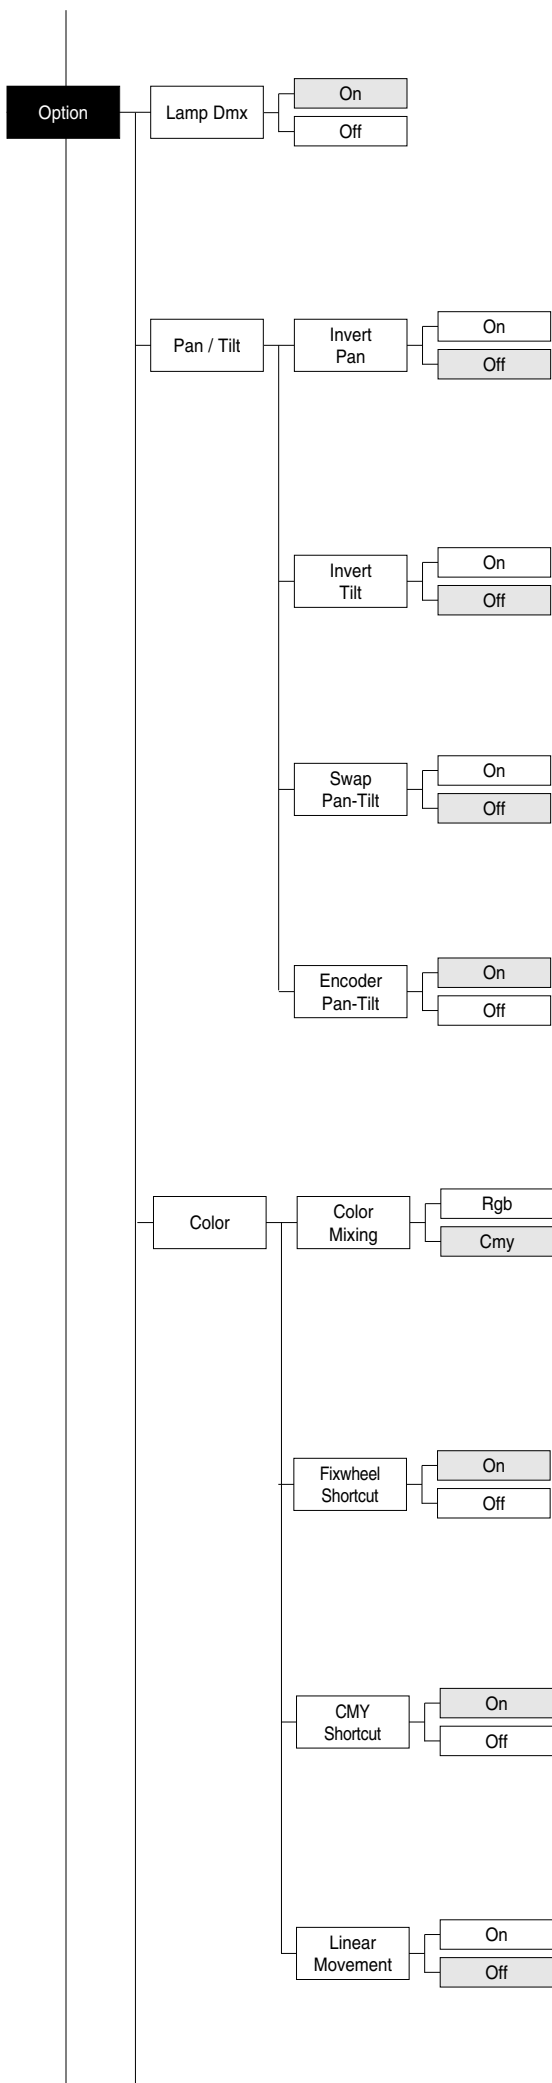 Option
Lamp Dmx
On
Off
Pan / Tilt
Invert
Pan
On
Off
Invert
Tilt
On
Off
Swap
Pan-Tilt
On
Off
Encoder
Pan-Tilt
On
Off
Color
Color
Mixing
Rgb
Cmy
Fixwheel
Shortcut
On
Off
CMY
Shortcut
On
Off
Linear
Movement
On
Off